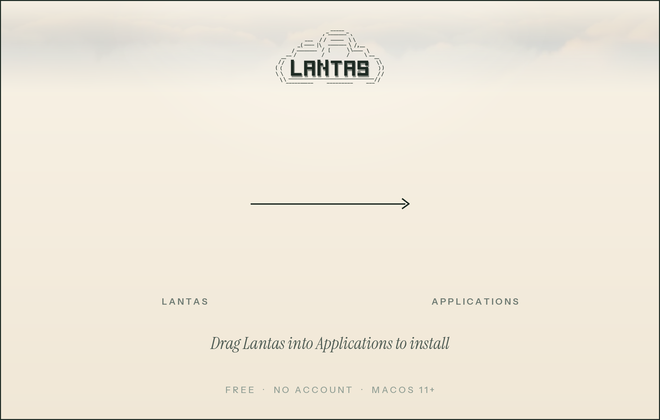 LANTAS
LANTAS
APPLICATIONS
Drag Lantas into Applications to install
FREE · NO ACCOUNT · MACOS 11+